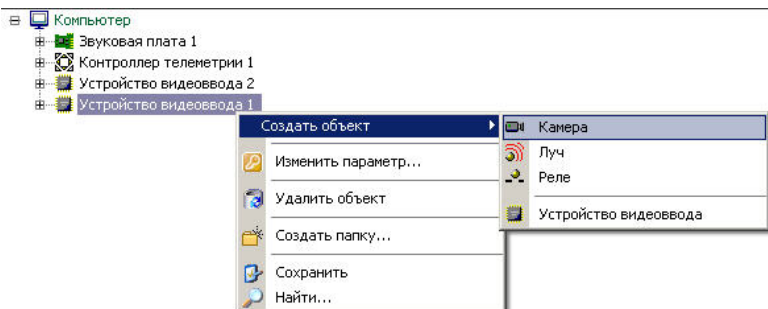 Компьютер
Звуковая плата 1
Контроллер телеметрии 1
Устройство видеоввода 2
Устройство видеоввода 1
Создать объект
Камера
Луч
Изменить параметр...
Реле
Удалить объект
Устройство видеоввода
Создать папку...
Сохранить
Найти...